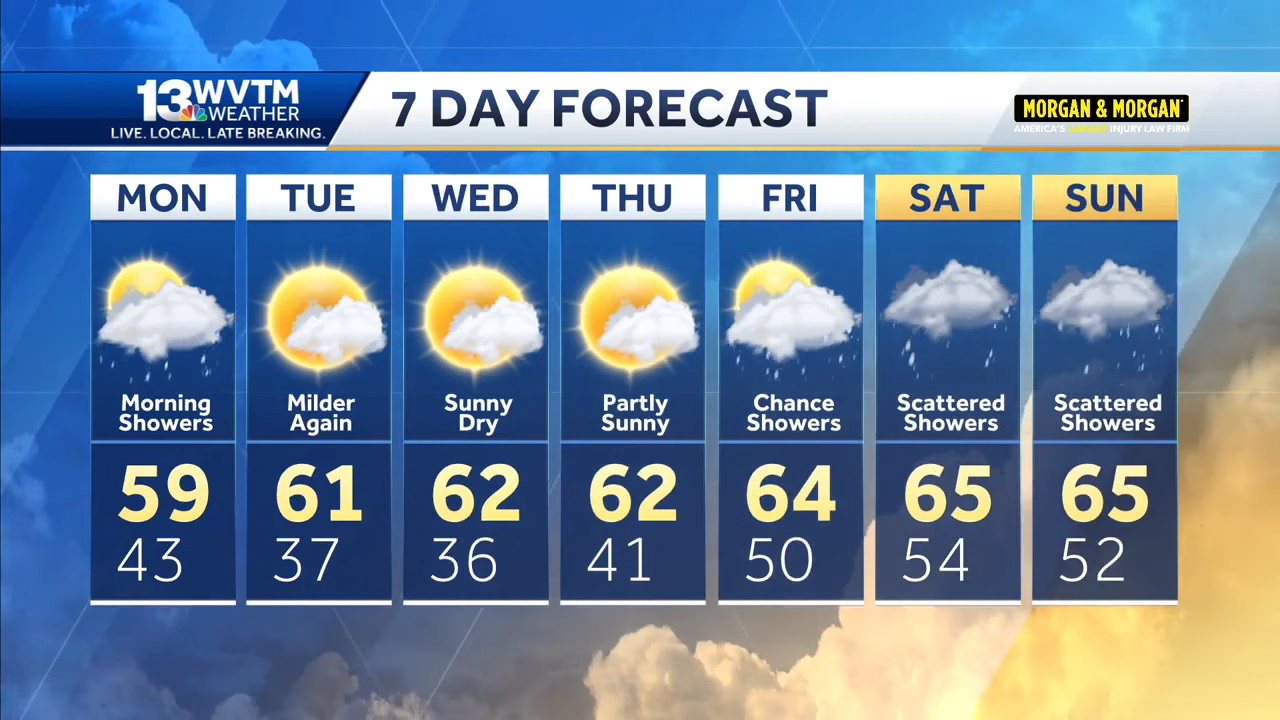 13 WVTM
WEATHER
LIVE. LOCAL. LATE BREAKING.
7 DAY FORECAST
MORGAN & MORGAN
AMERICA'S LARGEST INJURY LAW FIRM
MON
TUE
WED
THU
FRI
SAT
SUN
Morning
Showers
Milder
Again
Sunny
Dry
Partly
Sunny
Chance
Showers
Scattered
Showers
Scattered
Showers
59
61
62
62
64
65
65
43
37
36
41
50
54
52